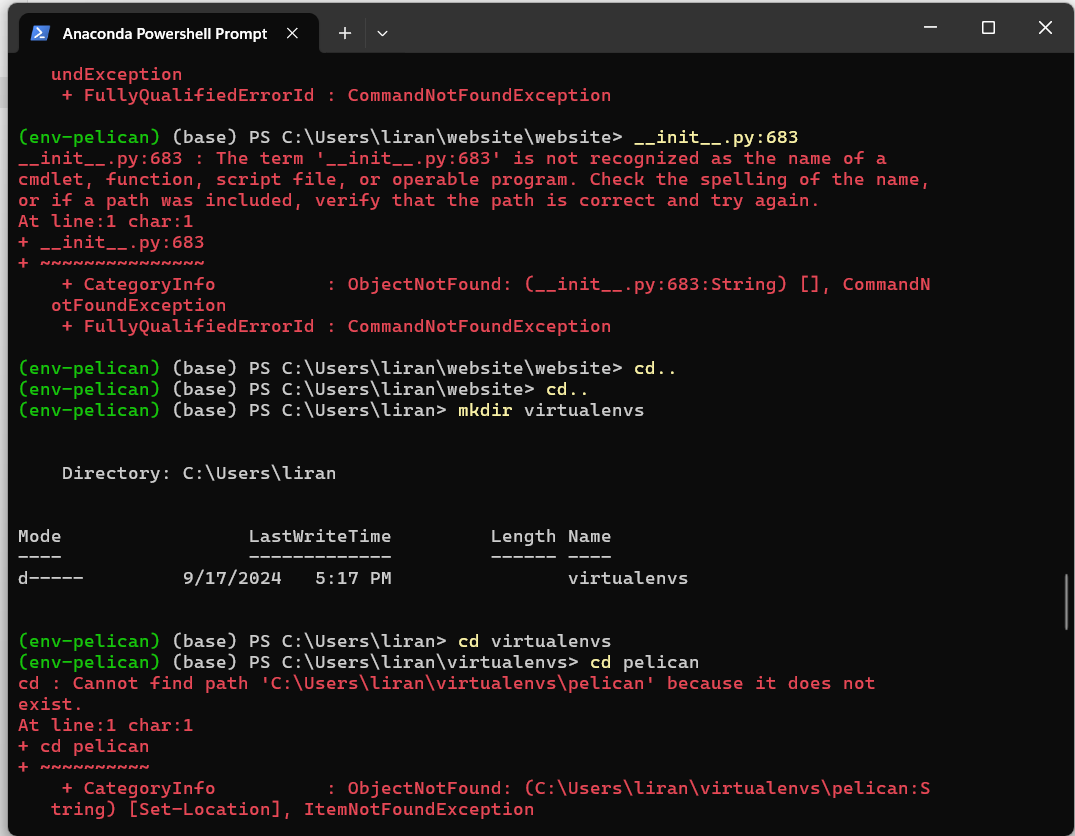 Anaconda Powershell Prompt
undException
+ FullyQualifiedErrorId : CommandNotFoundException
(env-pelican) (base) PS C:\Users\liran\website\website> __init__.py:683
__init__.py:683 : The term '__init__.py:683' is not recognized as the name of a
cmdlet, function, script file, or operable program. Check the spelling of the name,
or if a path was included, verify that the path is correct and try again.
At line:1 char:1
+ __init__.py:683
+ ~~~~~~~~~~~~~~~
+ CategoryInfo : ObjectNotFound: (__init__.py:683:String) [], CommandN
otFoundException
+ FullyQualifiedErrorId : CommandNotFoundException
(env-pelican) (base) PS C:\Users\liran\website\website> cd..
(env-pelican) (base) PS C:\Users\liran\website> cd..
(env-pelican) (base) PS C:\Users\liran> mkdir virtualenvs
Directory: C:\Users\liran
Mode LastWriteTime Length Name
---- ------------- ------ ----
d----- 9/17/2024 5:17 PM virtualenvs
(env-pelican) (base) PS C:\Users\liran> cd virtualenvs
(env-pelican) (base) PS C:\Users\liran\virtualenvs> cd pelican
cd : Cannot find path 'C:\Users\liran\virtualenvs\pelican' because it does not
exist.
At line:1 char:1
+ cd pelican
+ ~~~~~~~~~~
+ CategoryInfo : ObjectNotFound: (C:\Users\liran\virtualenvs\pelican:S
tring) [Set-Location], ItemNotFoundException